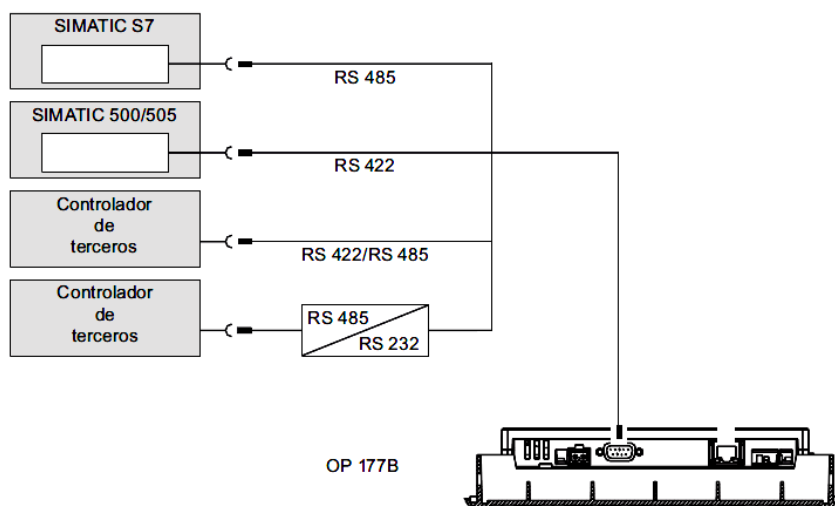 SIMATIC S7
RS 485
SIMATIC 500/505
RS 422
Controlador
de
terceros
RS 422/RS 485
Controlador
de
terceros
RS 485
RS 232
OP 177B